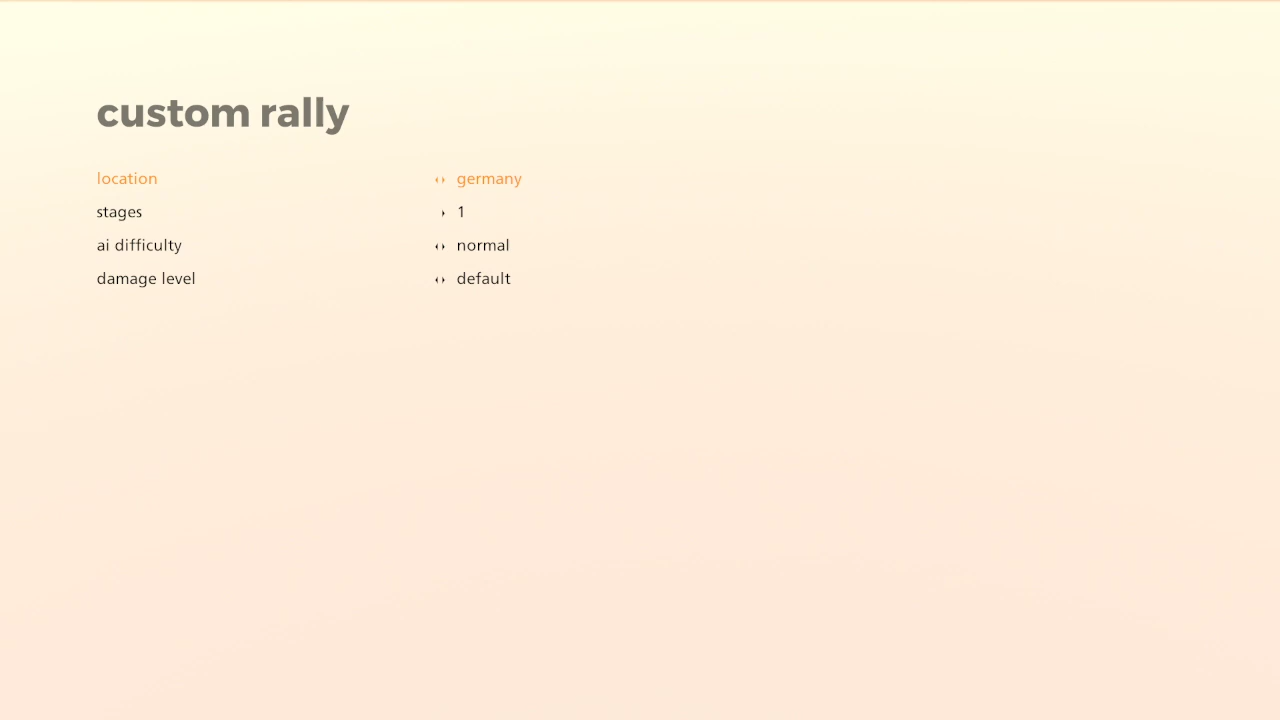 custom rally
location germany
stages 1
ai difficulty normal
damage level default